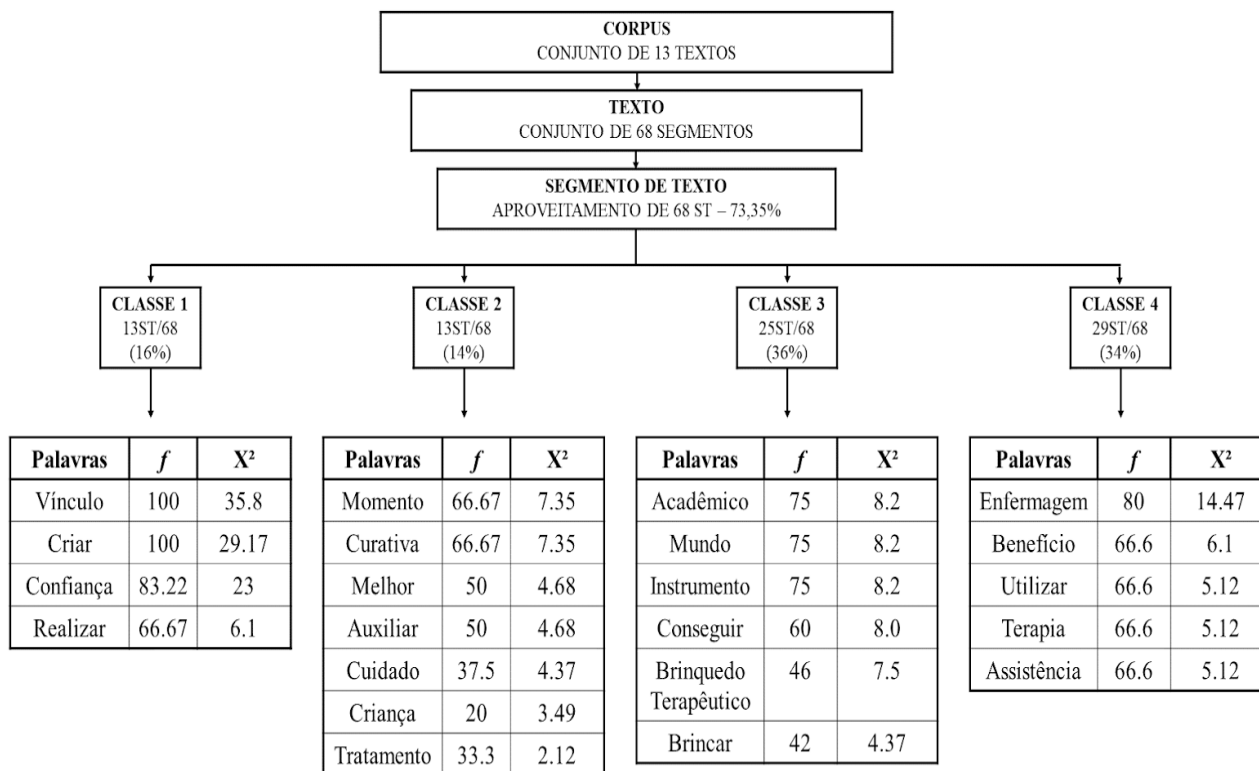 CORPUS
CONJUNTO DE 13 TEXTOS
TEXTO
CONJUNTO DE 68 SEGMENTOS
SEGMENTO DE TEXTO
APROVEITAMENTO DE 68 ST – 73,35%
CLASSE 1
13ST/68
(16%)
CLASSE 2
13ST/68
(14%)
CLASSE 3
25ST/68
(36%)
CLASSE 4
29ST/68
(34%)
Palavras f X²
Vínculo 100 35.8
Criar 100 29.17
Confiança 83.22 23
Realizar 66.67 6.1
Palavras f X²
Momento 66.67 7.35
Curativa 66.67 7.35
Melhor 50 4.68
Auxiliar 50 4.68
Cuidado 37.5 4.37
Criança 20 3.49
Tratamento 33.3 2.12
Palavras f X²
Acadêmico 75 8.2
Mundo 75 8.2
Instrumento 75 8.2
Conseguir 60 8.0
Brinquedo 46 7.5
Terapêutico
Brincar 42 4.37
Palavras f X²
Enfermagem 80 14.47
Benefício 66.6 6.1
Utilizar 66.6 5.12
Terapia 66.6 5.12
Assistência 66.6 5.12